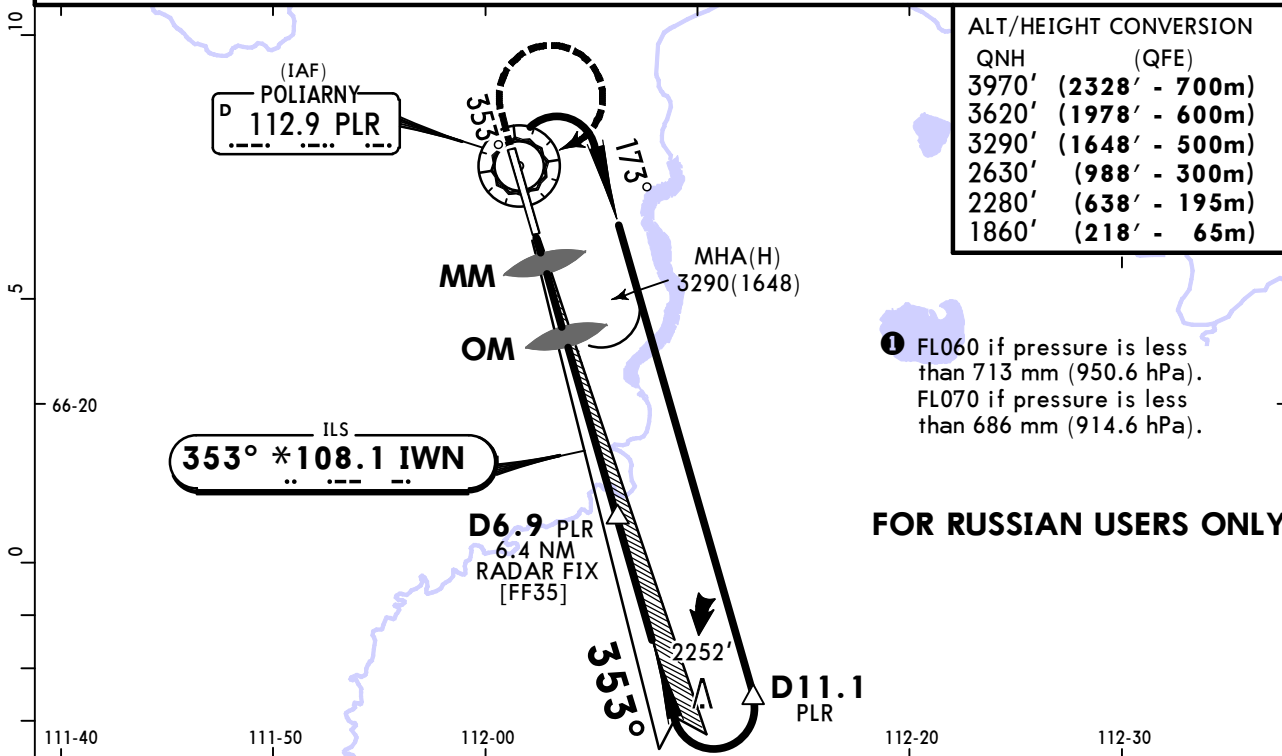 10
(IAF)
POLIARNY
D 112.9 PLR
353°
173°
MM
MHA(H)
3290(1648)
5
OM
66-20
ILS
353° *108.1 IWN
D6.9 PLR
6.4 NM
RADAR FIX
[FF35]
0
353°
2252'
D11.1
PLR
ALT/HEIGHT CONVERSION
QNH (QFE)
3970' (2328' - 700m)
3620' (1978' - 600m)
3290' (1648' - 500m)
2630' (988' - 300m)
2280' (638' - 195m)
1860' (218' - 65m)
1 FL060 if pressure is less
than 713 mm (950.6 hPa).
FL070 if pressure is less
than 686 mm (914.6 hPa).
FOR RUSSIAN USERS ONLY
111-40 111-50 112-00 112-20 112-30